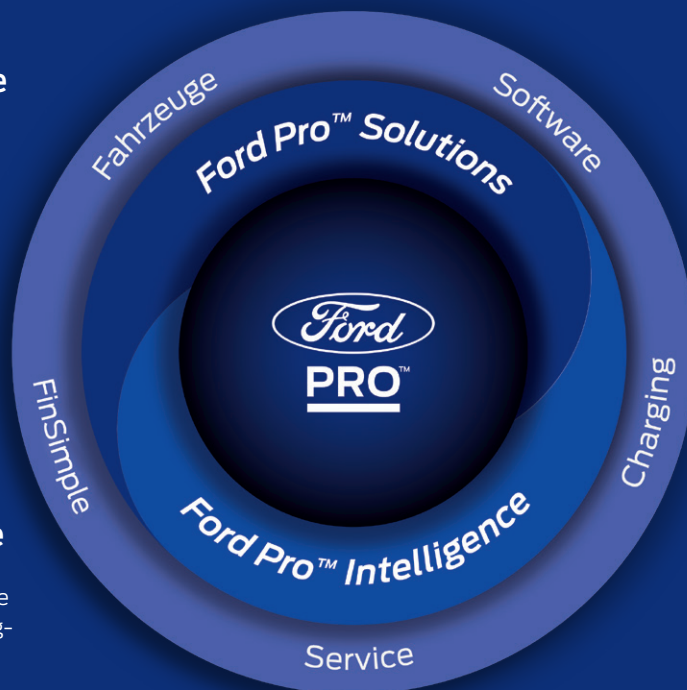 Fahrzeuge
Software
Ford Pro™ Solutions
Ford
PRO™
FinSimple
Charging
Ford Pro™ Intelligence
Service